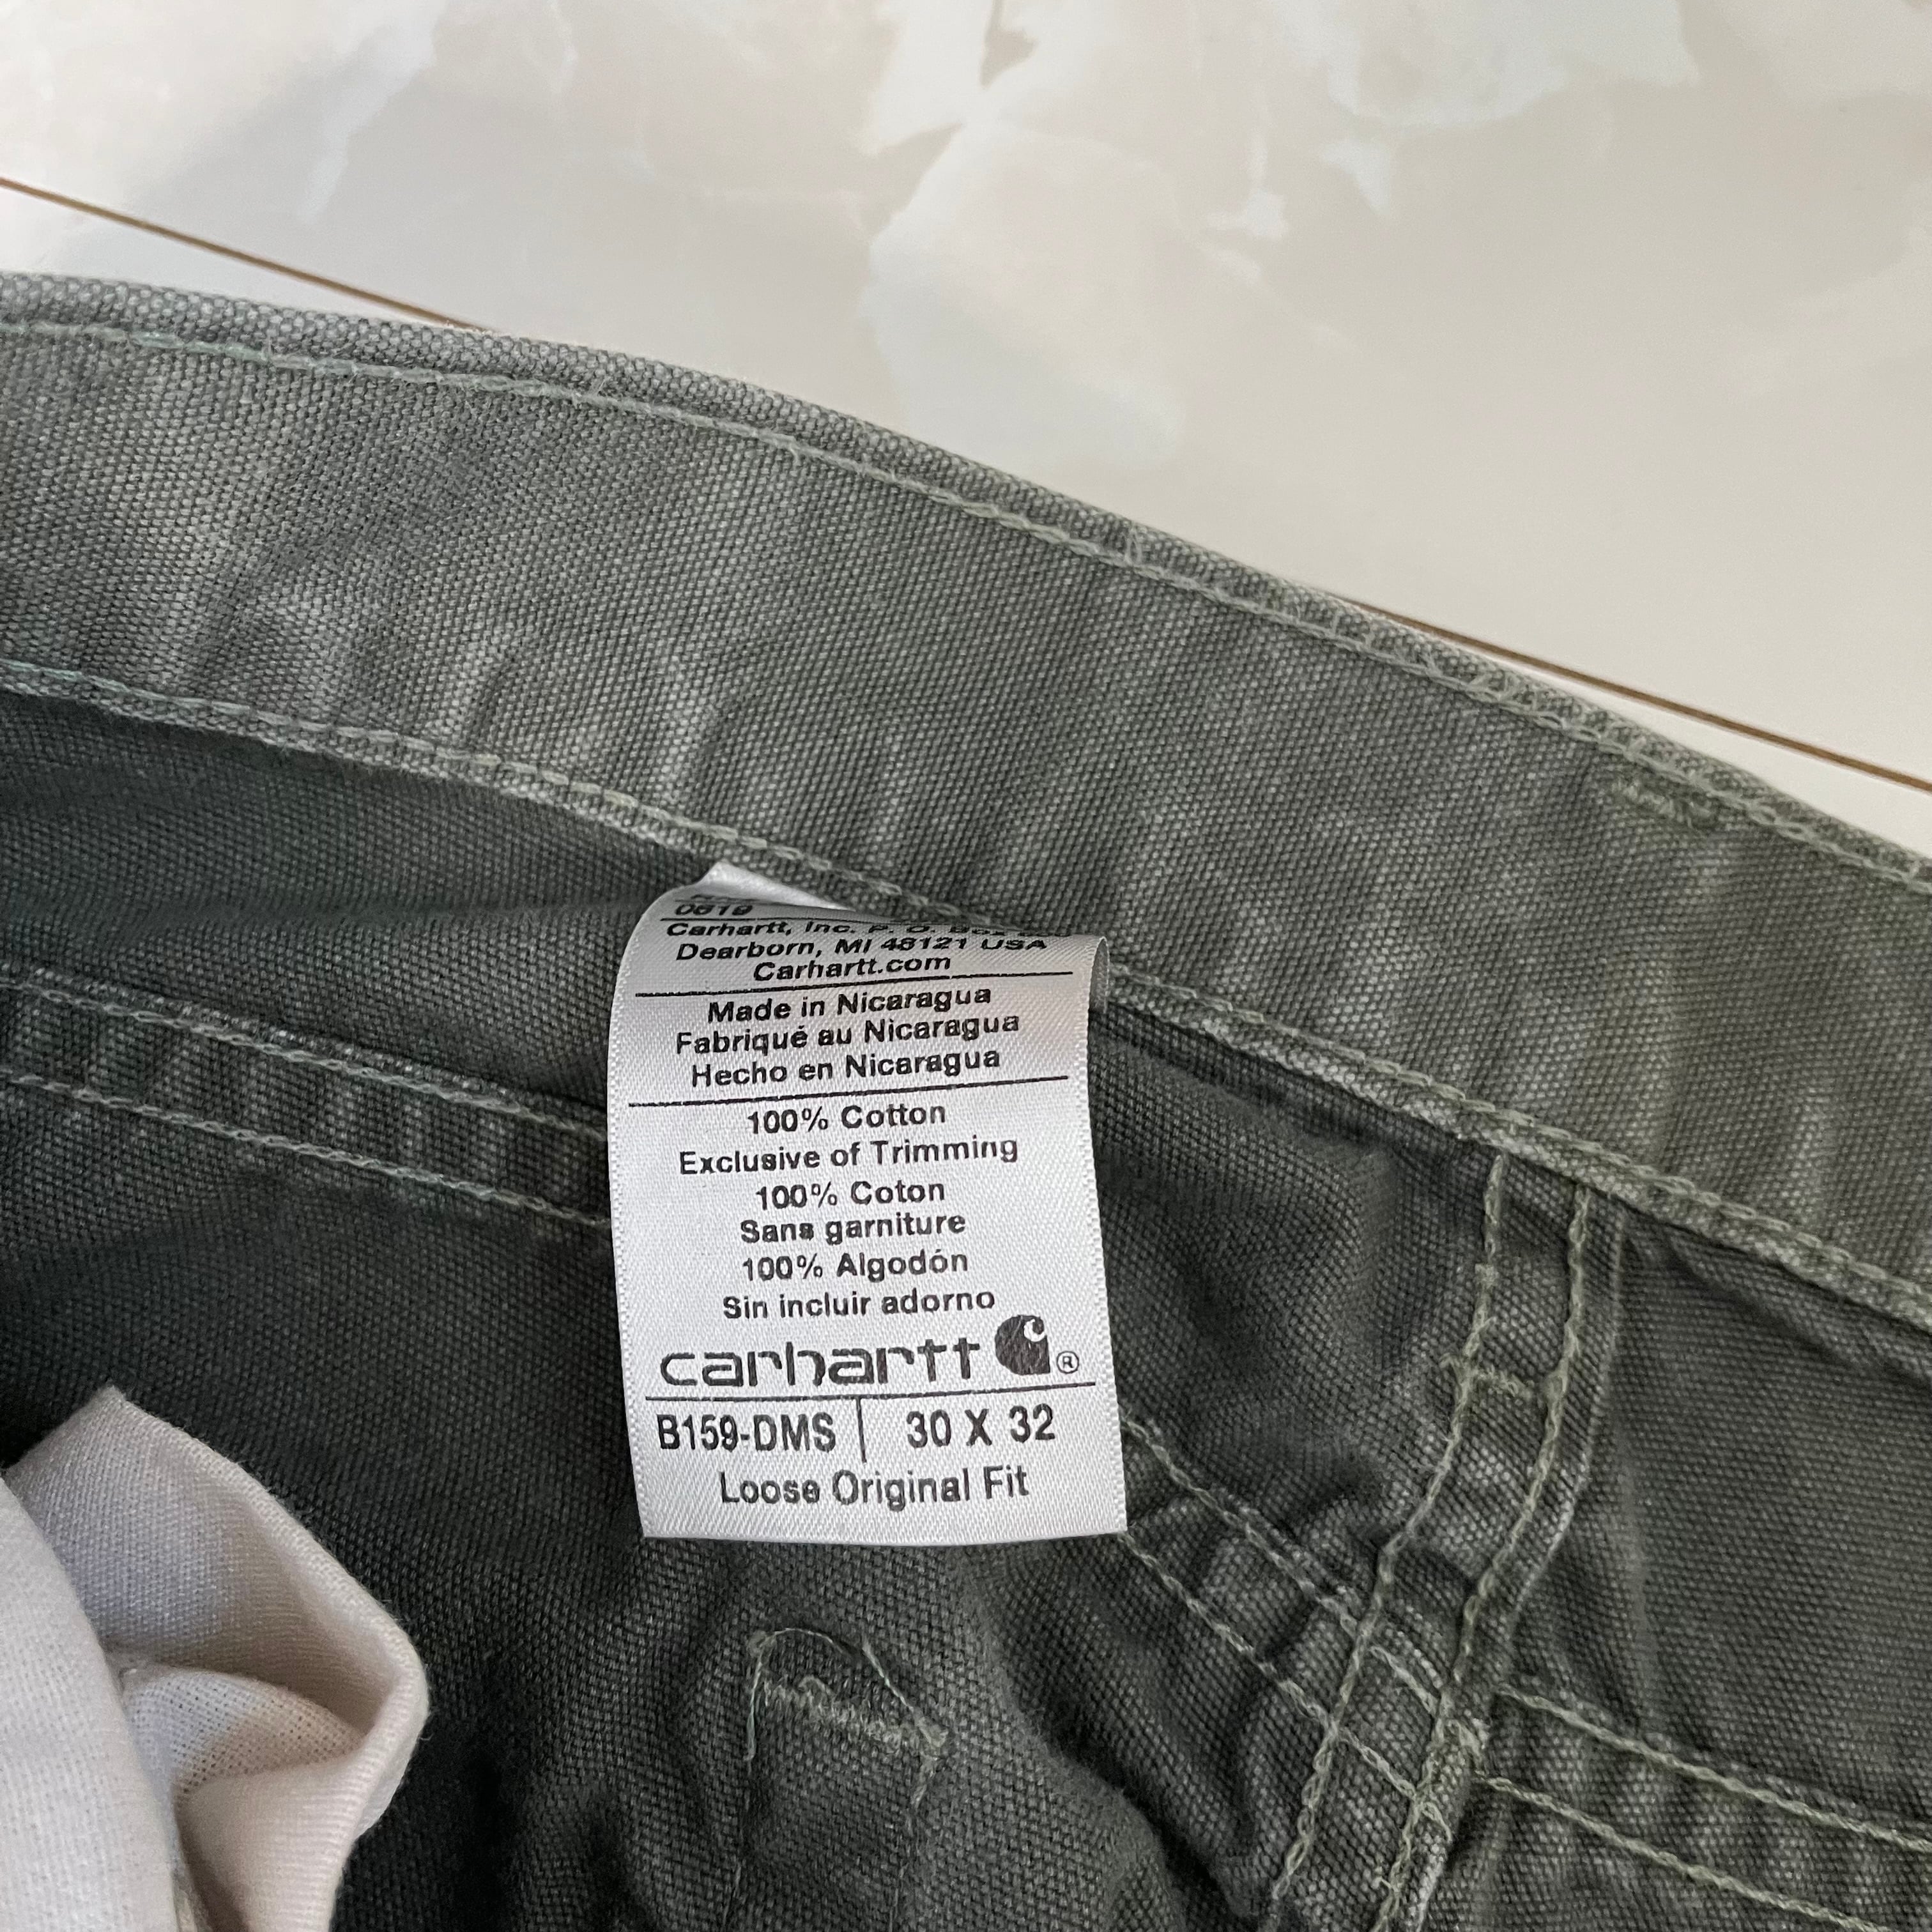 0619
Carhartt, Inc. P. O. Box
Dearborn, MI 48121 USA
Carhartt.com
Made in Nicaragua
Fabriqué au Nicaragua
Hecho en Nicaragua
100% Cotton
Exclusive of Trimming
100% Coton
Sans garniture
100% Algodón
Sin incluir adorno
carhartt ®
B159-DMS | 30 X 32
Loose Original Fit